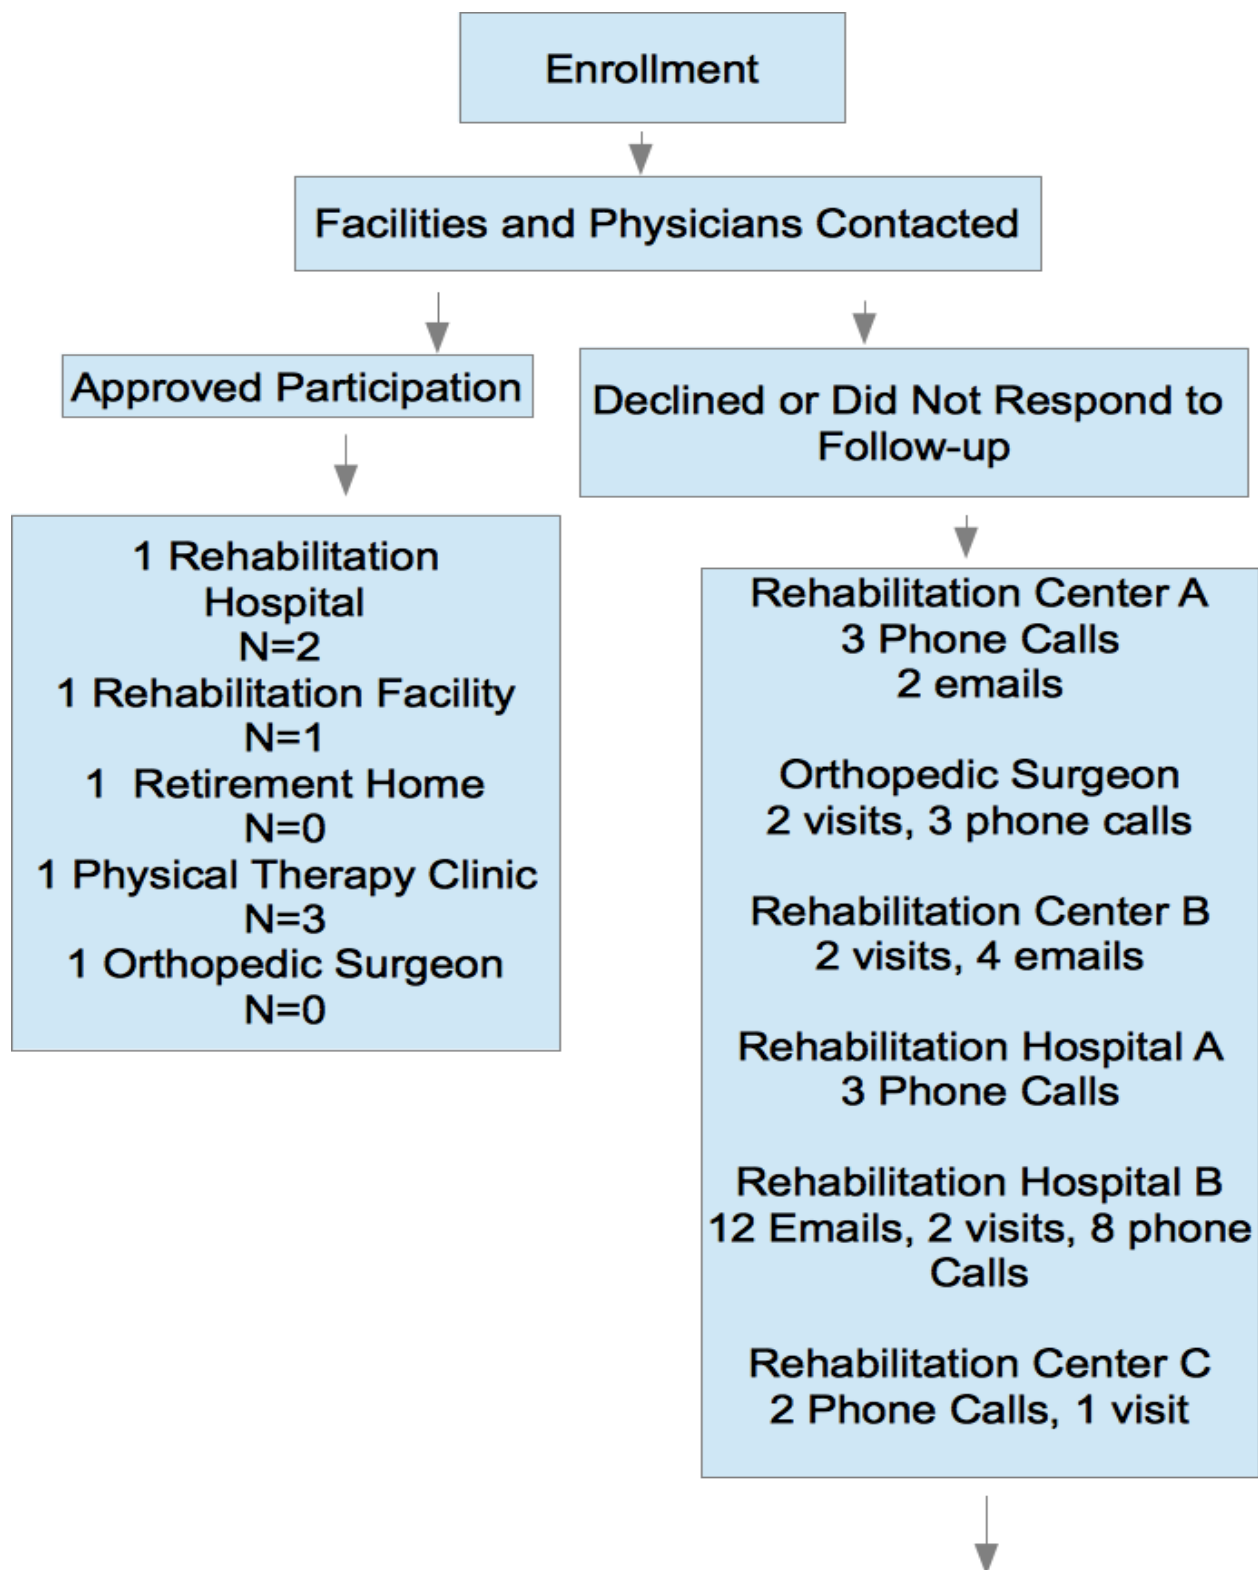 Enrollment
Facilities and Physicians Contacted
Approved Participation
Declined or Did Not Respond to
Follow-up
1 Rehabilitation
Hospital
N=2
1 Rehabilitation Facility
N=1
1 Retirement Home
N=0
1 Physical Therapy Clinic
N=3
1 Orthopedic Surgeon
N=0
Rehabilitation Center A
3 Phone Calls
2 emails
Orthopedic Surgeon
2 visits, 3 phone calls
Rehabilitation Center B
2 visits, 4 emails
Rehabilitation Hospital A
3 Phone Calls
Rehabilitation Hospital B
12 Emails, 2 visits, 8 phone
Calls
Rehabilitation Center C
2 Phone Calls, 1 visit